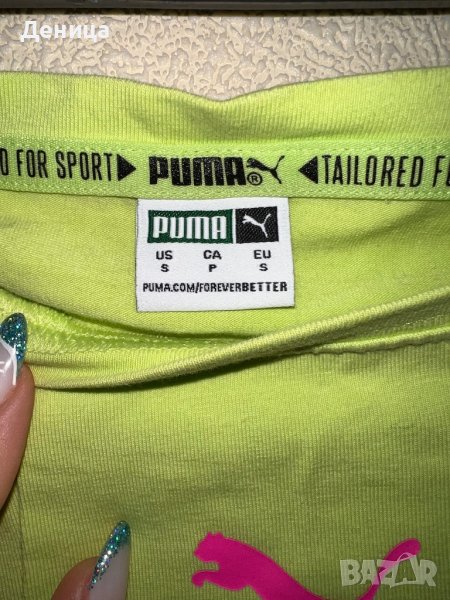 Деница
D FOR SPORT PUMA® TAILORED F
PUMA
US CA EU
S P S
PUMA.COM/FOREVERBETTER
BAZAR